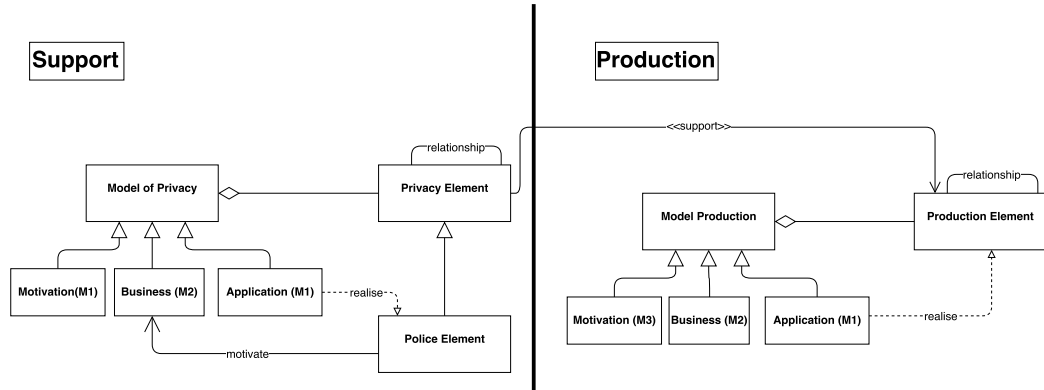 Support
Production
<<support>>
relationship
Model of Privacy
Privacy Element
relationship
Model Production
Production Element
Motivation(M1)
Business (M2)
Application (M1)
realise
Police Element
motivate
Motivation (M3)
Business (M2)
Application (M1)
realise